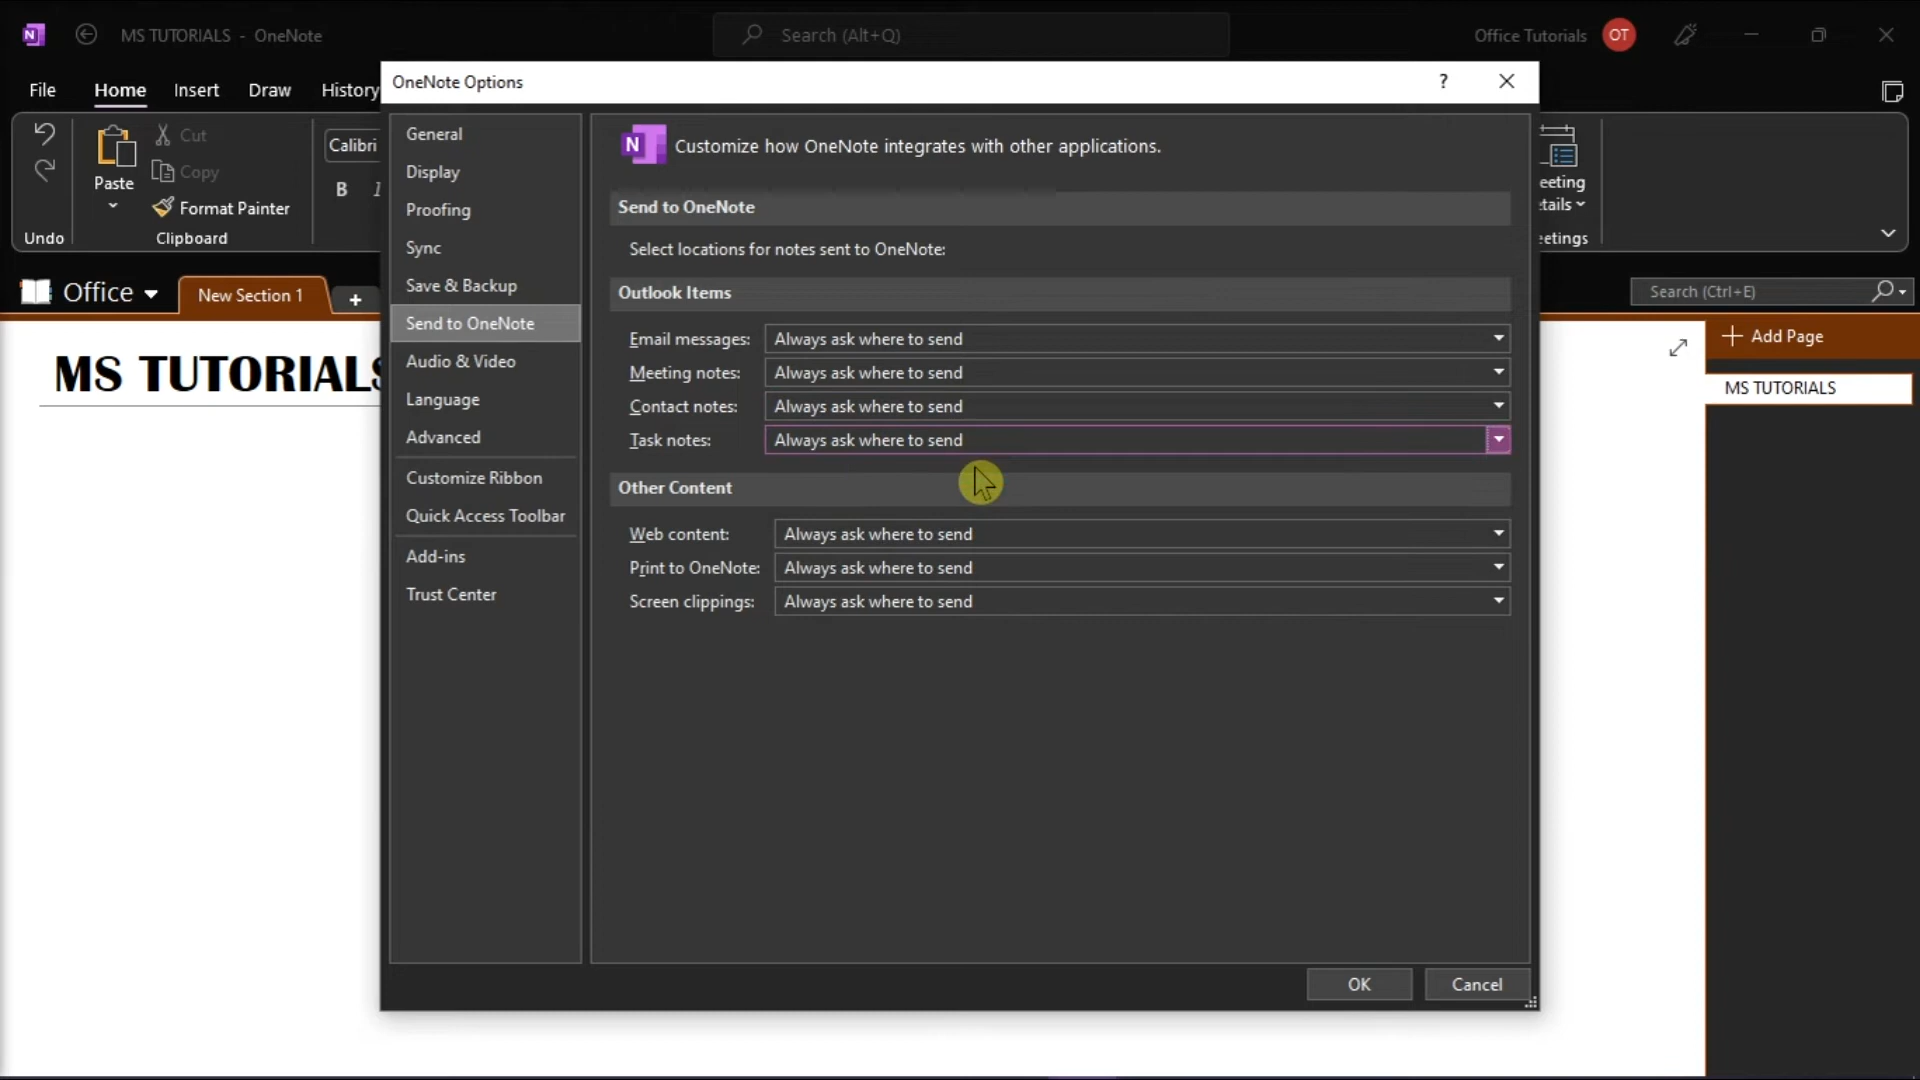 MS TUTORIALS - OneNote
Search (Alt+Q)
Office Tutorials OT
File Home Insert Draw History
OneNote Options ?
Undo
Paste
Cut
Copy
Format Painter
Clipboard
Calibri
B I
General
Display
Proofing
Sync
Save & Backup
Send to OneNote
Audio & Video
Language
Advanced
Customize Ribbon
Quick Access Toolbar
Add-ins
Trust Center
N Customize how OneNote integrates with other applications.
Send to OneNote
Select locations for notes sent to OneNote:
Outlook Items
Email messages: Always ask where to send
Meeting notes: Always ask where to send
Contact notes: Always ask where to send
Task notes: Always ask where to send
Other Content
Web content: Always ask where to send
Print to OneNote: Always ask where to send
Screen clippings: Always ask where to send
OK Cancel
eeting
tails
eetings
Office New Section 1 +
Search (Ctrl+E)
MS TUTORIALS
Add Page
MS TUTORIALS